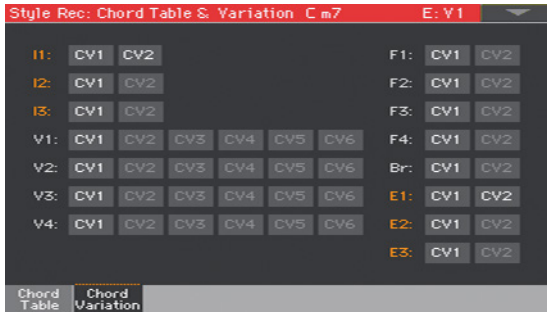 Style Rec: Chord Table & Variation C m7 E: V1
I1: CV1 CV2 F1: CV1 CV2
I2: CV1 CV2 F2: CV1 CV2
I3: CV1 CV2 F3: CV1 CV2
V1: CV1 CV2 CV3 CV4 CV5 CV6 F4: CV1 CV2
V2: CV1 CV2 CV3 CV4 CV5 CV6 Br: CV1 CV2
V3: CV1 CV2 CV3 CV4 CV5 CV6 E1: CV1 CV2
V4: CV1 CV2 CV3 CV4 CV5 CV6 E2: CV1 CV2
E3: CV1 CV2
Chord Table
Chord Variation